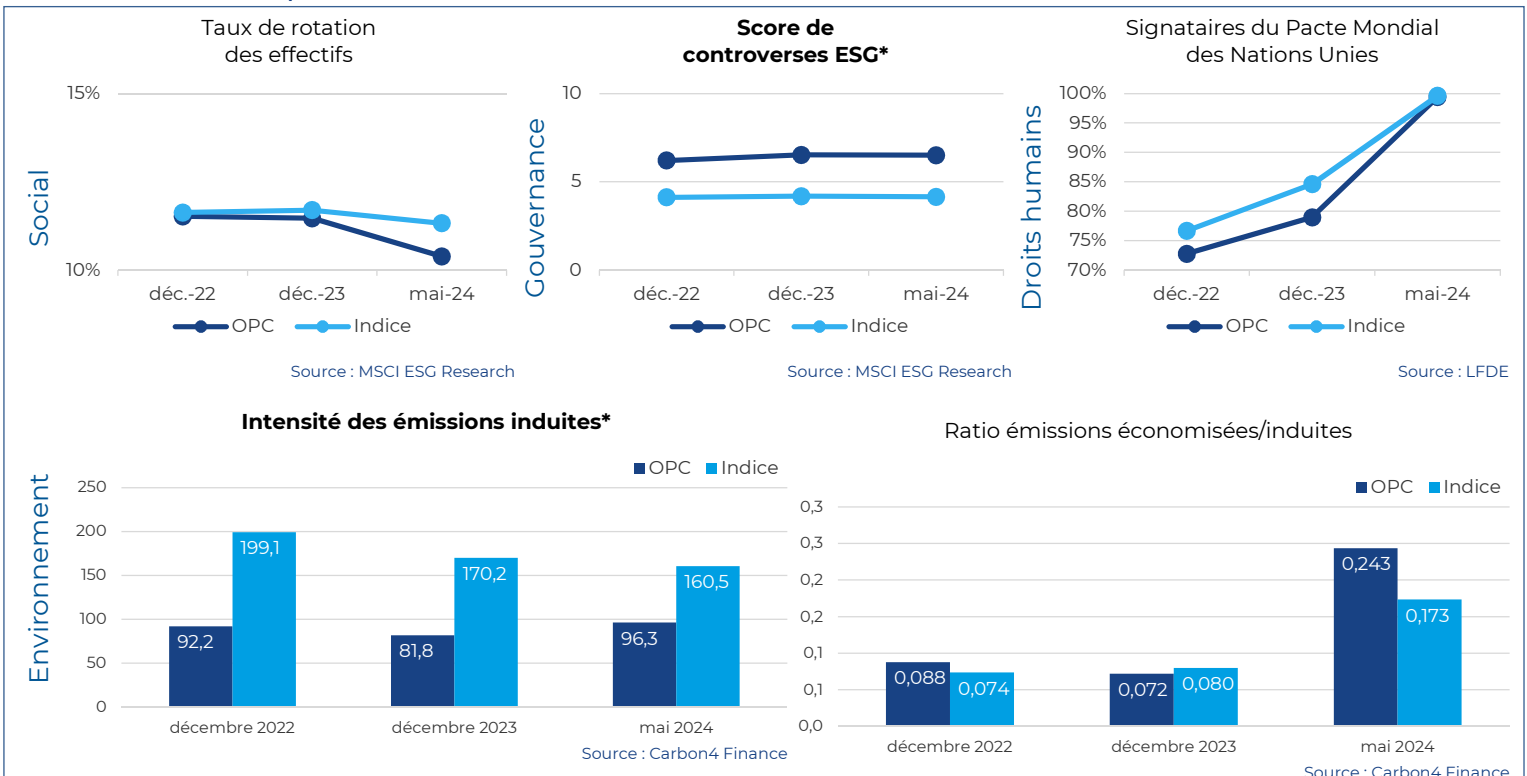 Taux de rotation
des effectifs
15%
10%
Social
déc.-22 déc.-23 mai-24
OPC Indice
Source : MSCI ESG Research
Score de
controverses ESG*
10
5
0
Gouvernance
déc.-22 déc.-23 mai-24
OPC Indice
Source : MSCI ESG Research
Signataires du Pacte Mondial
des Nations Unies
100%
95%
90%
85%
80%
75%
70%
Droits humains
déc.-22 déc.-23 mai-24
OPC Indice
Source : LFDE
Intensité des émissions induites*
OPC Indice
Environnement
250
200
150
100
50
0
92,2 199,1
81,8 170,2
96,3 160,5
décembre 2022 décembre 2023 mai 2024
Source : Carbon4 Finance
Ratio émissions économisées/induites
OPC Indice
0,3
0,3
0,2
0,2
0,1
0,1
0,0
0,088 0,074
0,072 0,080
0,243 0,173
décembre 2022 décembre 2023 mai 2024
Source : Carbon4 Finance